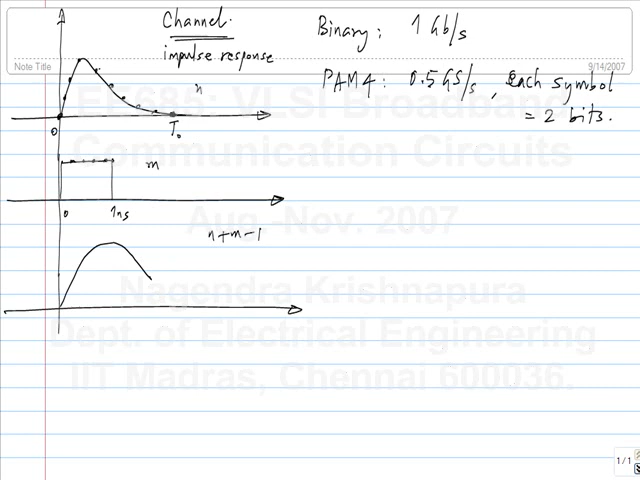 Channel.
impulse response
Binary: 1 Gb/s
Note Title
9/14/2007
PAM4: 0.5 GS/s, Each symbol
= 2 bits.
n
0
T₀
m
0
1ns
n+m-1
EE685: VLSI Broadband
Communication Circuits
Aug.-Nov. 2007
Nagendra Krishnapura
Dept. of Electrical Engineering
IIT Madras, Chennai 600036.
1/1